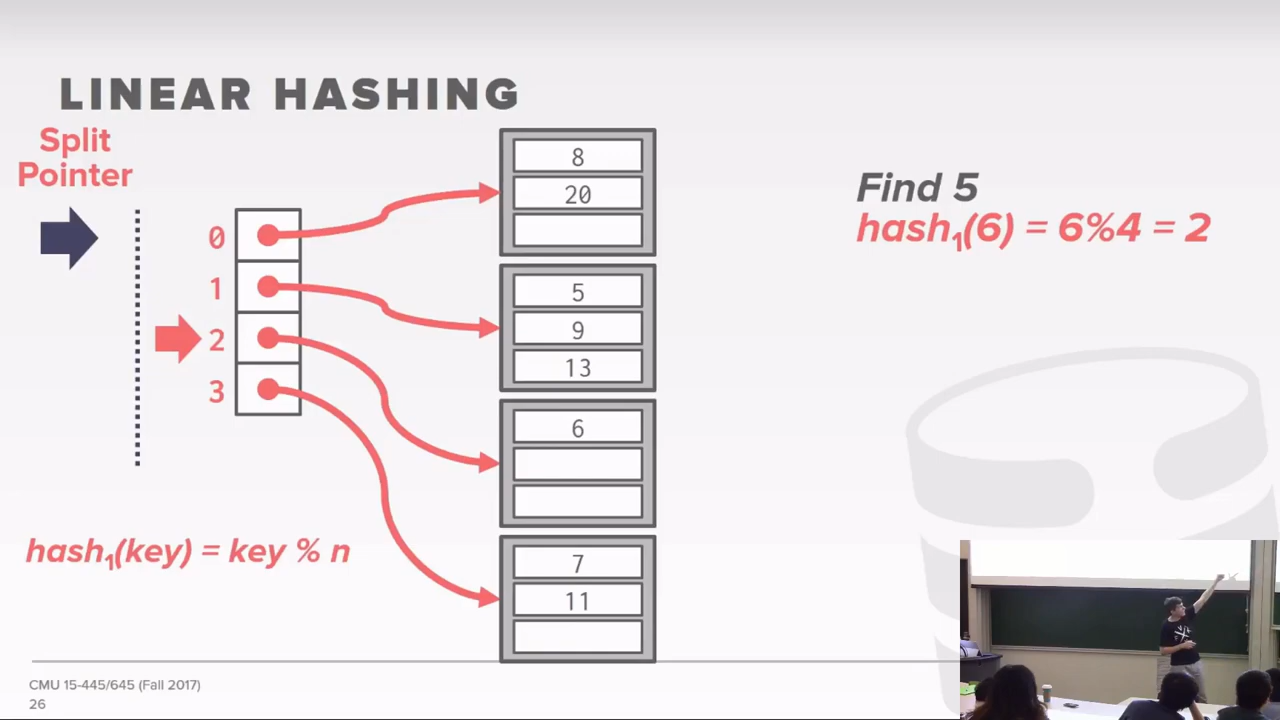 LINEAR HASHING
Split
Pointer
0
1
2
3
8
20
5
9
13
6
7
11
Find 5
hash₁(6) = 6%4 = 2
hash₁(key) = key % n
CMU 15-445/645 (Fall 2017)
26